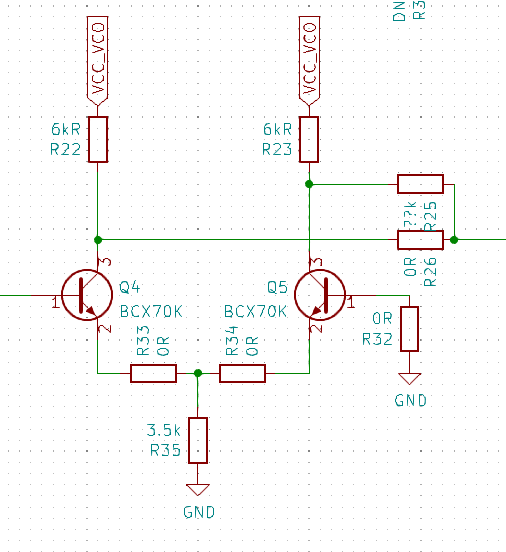 DN
R3
VCC_VCO
VCC_VCO
6kR
R22
6kR
R23
??k
R25
0R
R26
3
3
Q4
BCX70K
Q5
BCX70K
1
1
2
2
R33
0R
R34
0R
0R
R32
GND
3.5k
R35
GND